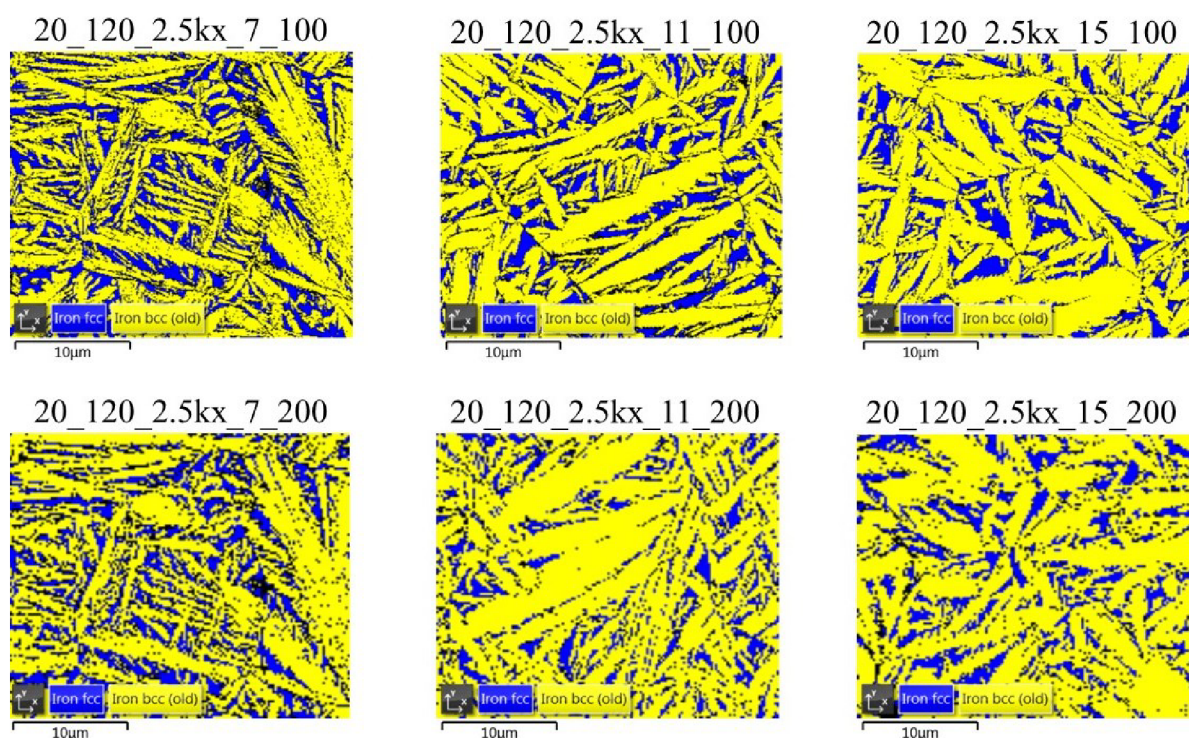 20_120_2.5kx_7_100 20_120_2.5kx_11_100 20_120_2.5kx_15_100
Y X Iron fcc Iron bcc (old) Y X Iron fcc Iron bcc (old) Y X Iron fcc Iron bcc (old)
10μm 10μm 10μm
20_120_2.5kx_7_200 20_120_2.5kx_11_200 20_120_2.5kx_15_200
Y X Iron fcc Iron bcc (old) Y X Iron fcc Iron bcc (old) Y X Iron fcc Iron bcc (old)
10μm 10μm 10μm